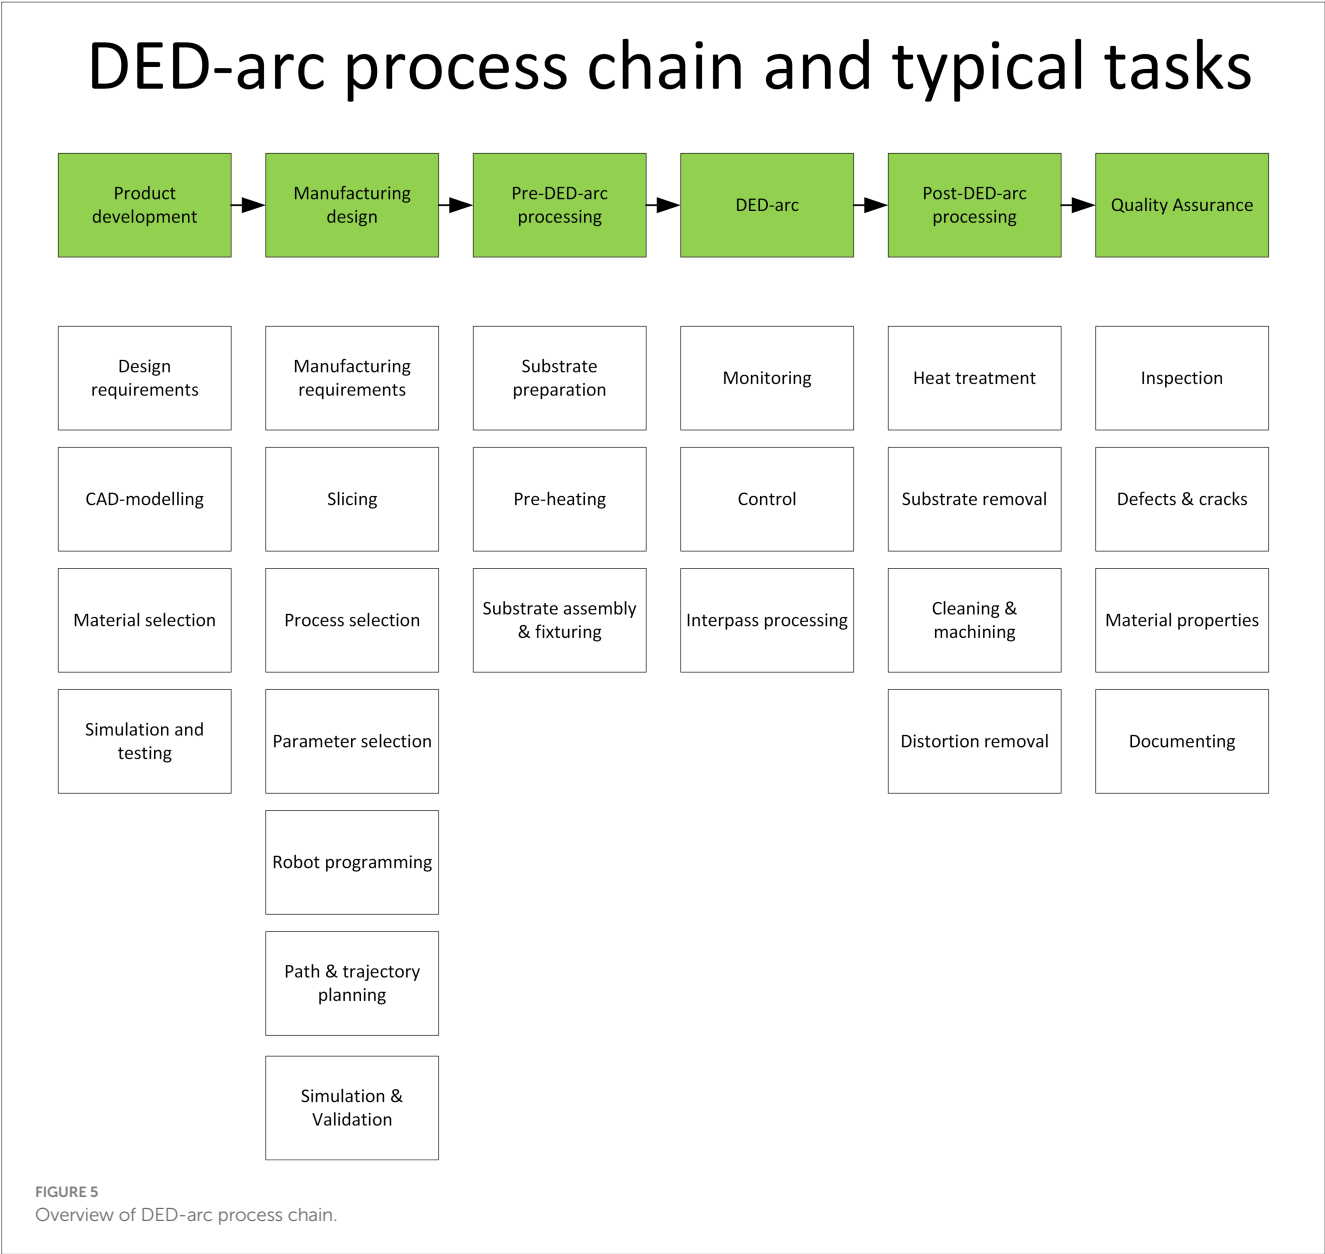 DED-arc process chain and typical tasks
Product
development
Manufacturing
design
Pre-DED-arc
processing
DED-arc
Post-DED-arc
processing
Quality Assurance
Design
requirements
Manufacturing
requirements
Substrate
preparation
Monitoring
Heat treatment
Inspection
CAD-modelling
Slicing
Pre-heating
Control
Substrate removal
Defects & cracks
Material selection
Process selection
Substrate assembly
& fixturing
Interpass processing
Cleaning &
machining
Material properties
Simulation and
testing
Parameter selection
Distortion removal
Documenting
Robot programming
Path & trajectory
planning
Simulation &
Validation
FIGURE 5
Overview of DED-arc process chain.